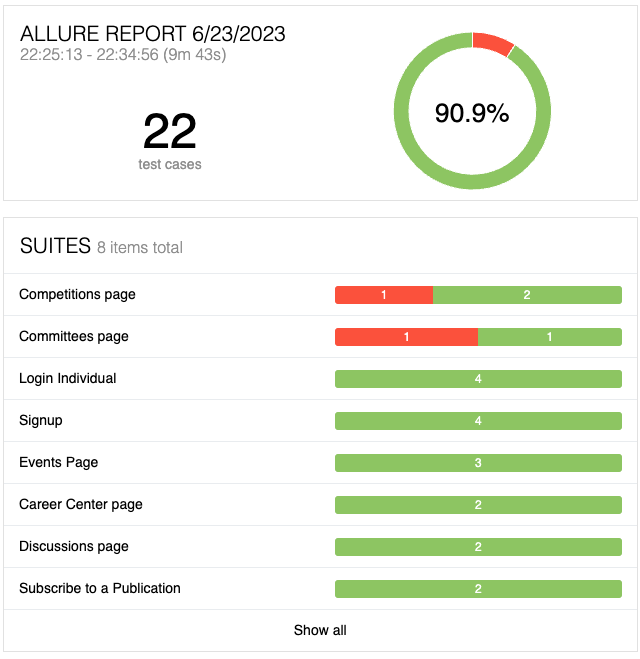 ALLURE REPORT 6/23/2023
22:25:13 - 22:34:56 (9m 43s)
22
test cases
90.9%
SUITES 8 items total
Competitions page 1 2
Committees page 1 1
Login Individual 4
Signup 4
Events Page 3
Career Center page 2
Discussions page 2
Subscribe to a Publication 2
Show all